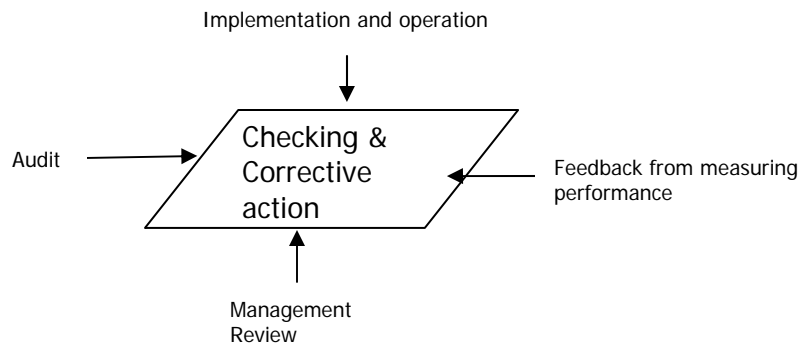 Implementation and operation
Audit
Checking &
Corrective
action
Feedback from measuring
performance
Management
Review